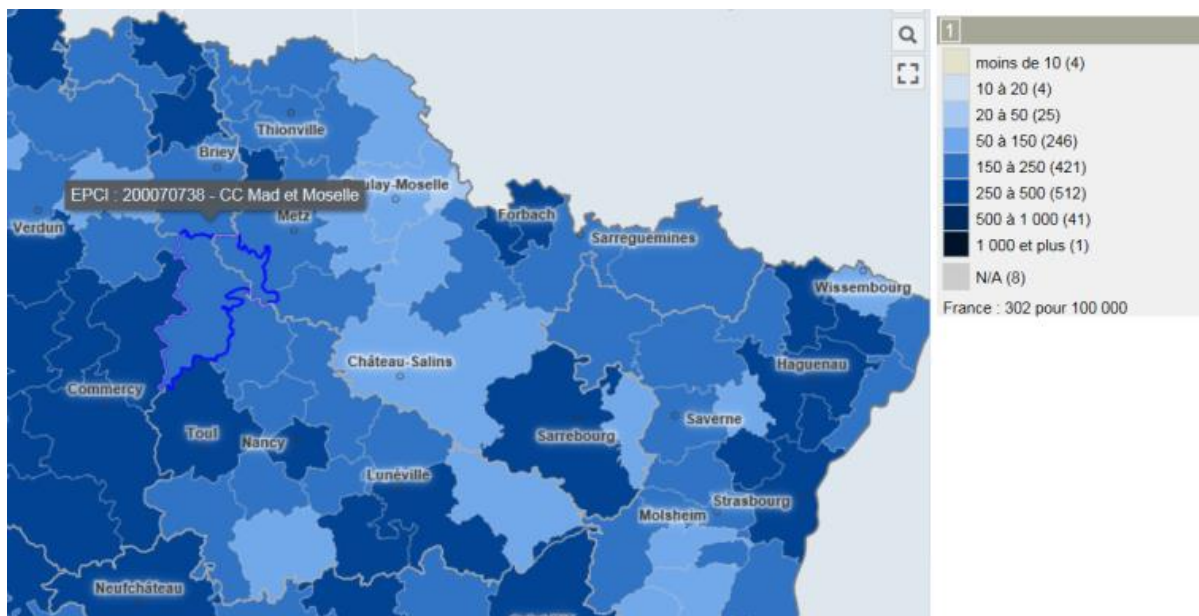 Thionville
Briey
EPCI : 200070738 - CC Mad et Moselle
ulay-Moselle
Verdun
Metz
Forbach
Sarreguemines
Wissembourg
Château-Salins
Haguenau
Commercy
Saverne
Toul
Nancy
Sarrebourg
Lunéville
Strasbourg
Molsheim
Neufchâteau
1
moins de 10 (4)
10 à 20 (4)
20 à 50 (25)
50 à 150 (246)
150 à 250 (421)
250 à 500 (512)
500 à 1 000 (41)
1 000 et plus (1)
N/A (8)
France : 302 pour 100 000